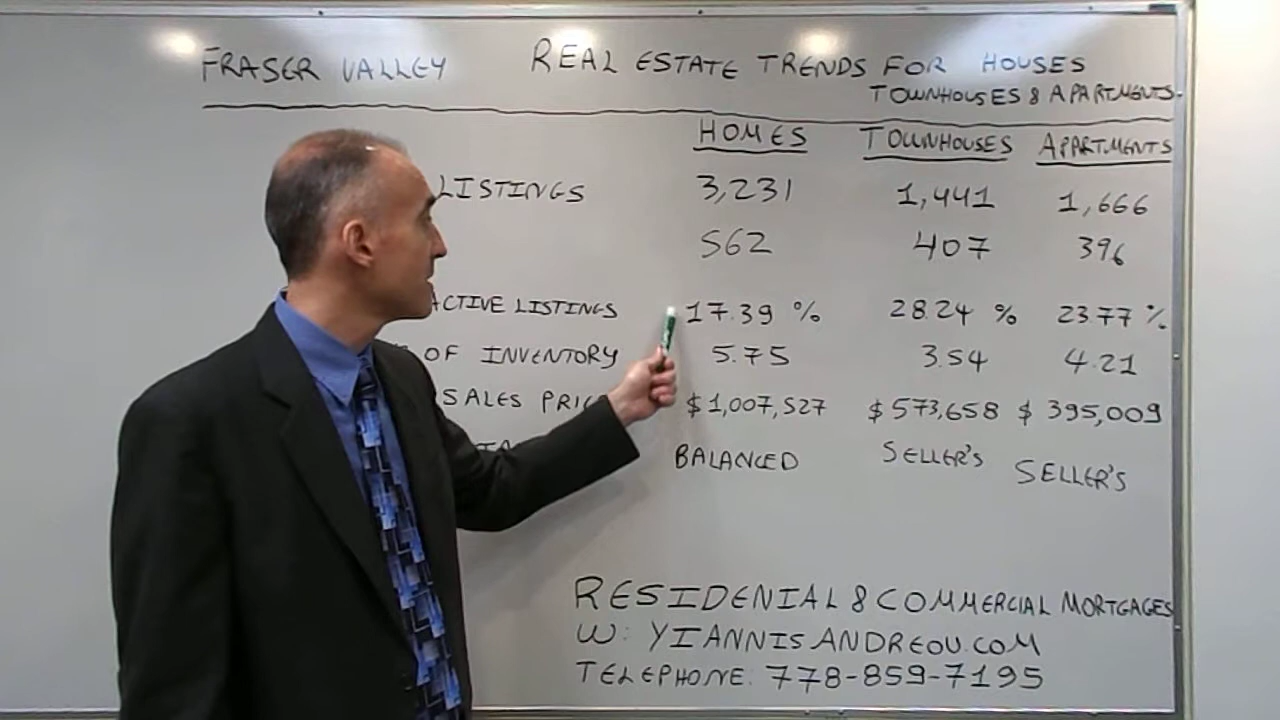 FRASER VALLEY REAL ESTATE TRENDS FOR HOUSES
TOWNHOUSES & APARTMENTS.
HOMES TOWNHOUSES APARTMENTS
LISTINGS 3,231 1,441 1,666
562 407 396
ACTIVE LISTINGS 17.39 % 28.24 % 23.77 %
OF INVENTORY 5.75 3.54 4.21
SALES $1,007,527 $573,658 $395,009
BALANCED SELLER'S SELLER'S
RESIDENIAL & COMMERCIAL MORTGAGES
W: YIANNISANDREOU.COM
TELEPHONE: 778-859-7195